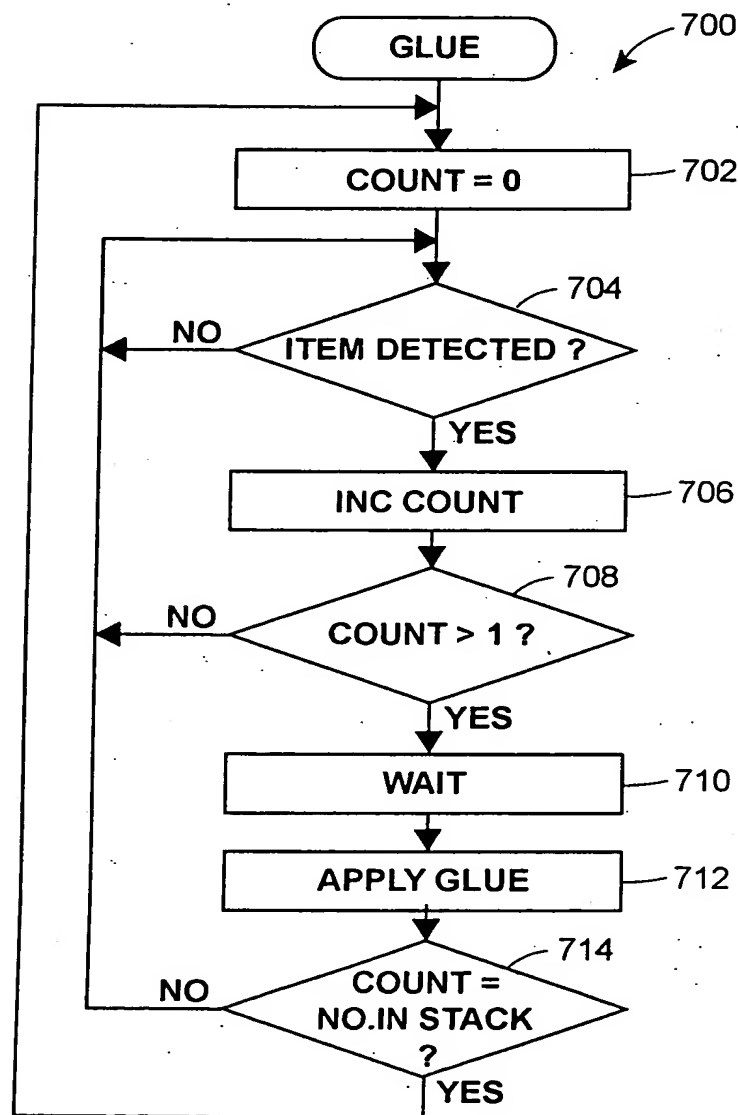 GLUE
700
COUNT = 0
702
704
ITEM DETECTED ?
NO
YES
INC COUNT
706
708
COUNT > 1 ?
NO
YES
WAIT
710
APPLY GLUE
712
714
COUNT =
NO.IN STACK
?
NO
YES